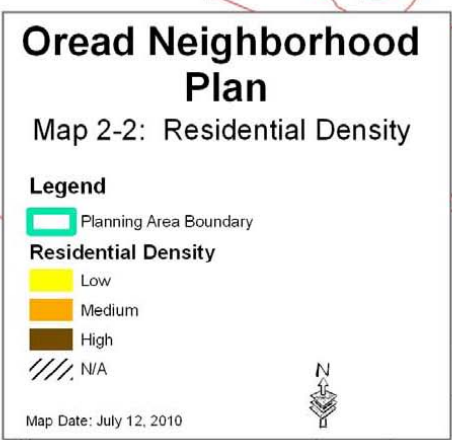 Oread Neighborhood
Plan
Map 2-2: Residential Density
Legend
Planning Area Boundary
Residential Density
Low
Medium
High
N/A
N
Map Date: July 12, 2010